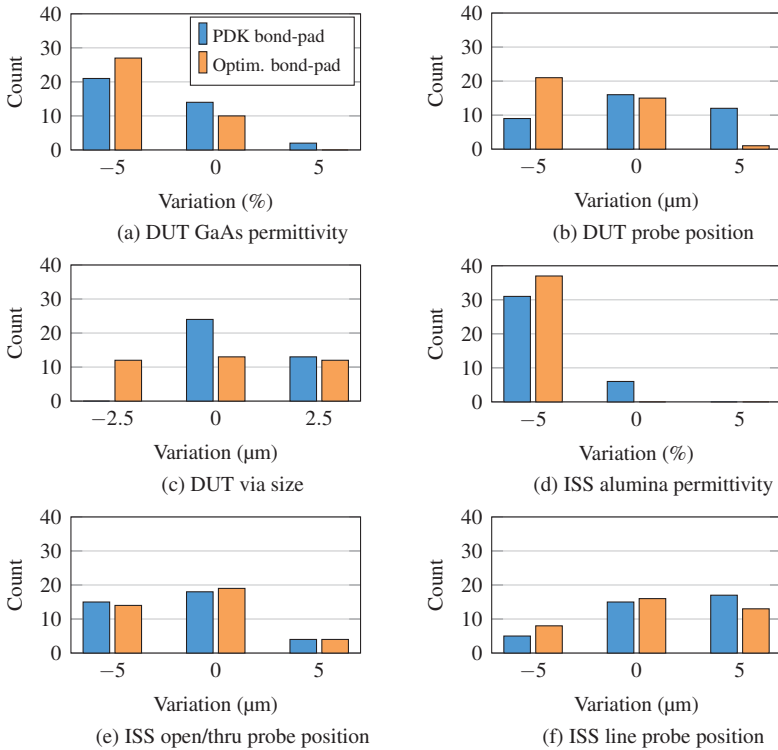 40
30
20
10
0
Count
PDK bond-pad
Optim. bond-pad
−5 0 5
Variation (%)
(a) DUT GaAs permittivity
40
30
20
10
0
Count
−5 0 5
Variation (µm)
(b) DUT probe position
40
30
20
10
0
Count
−2.5 0 2.5
Variation (µm)
(c) DUT via size
40
30
20
10
0
Count
−5 0 5
Variation (%)
(d) ISS alumina permittivity
40
30
20
10
0
Count
−5 0 5
Variation (µm)
(e) ISS open/thru probe position
40
30
20
10
0
Count
−5 0 5
Variation (µm)
(f) ISS line probe position